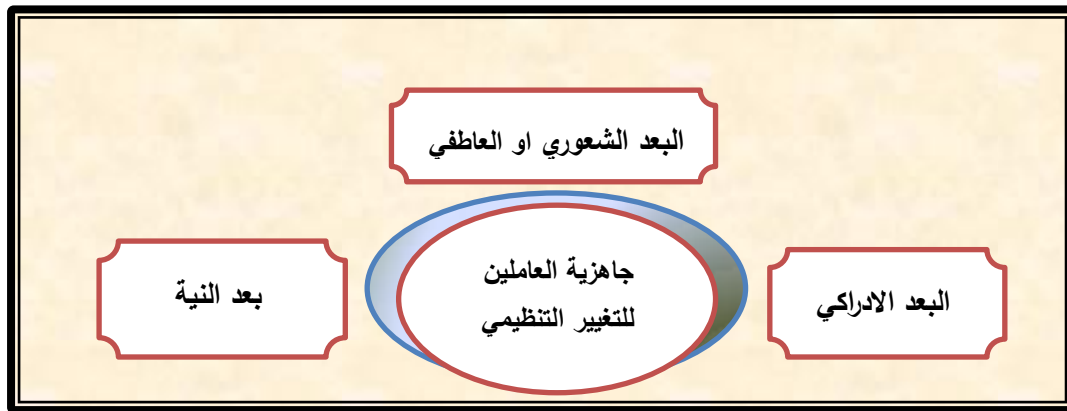 البعد الشعوري او العاطفي
البعد الادراكي
جاهزية العاملين
للتغيير التنظيمي
بعد النية